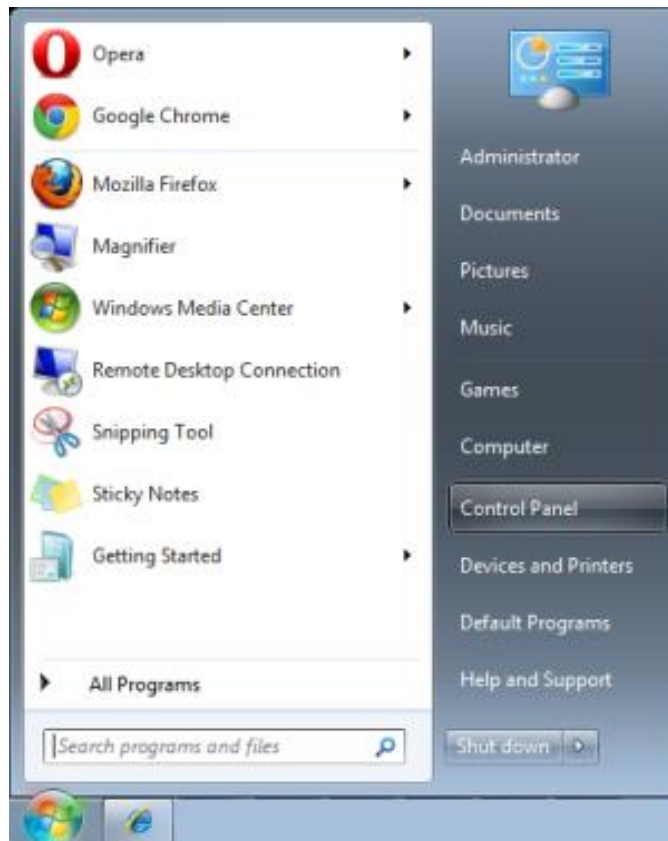 Opera
Google Chrome
Mozilla Firefox
Magnifier
Windows Media Center
Remote Desktop Connection
Snipping Tool
Sticky Notes
Getting Started
All Programs
Search programs and files
Administrator
Documents
Pictures
Music
Games
Computer
Control Panel
Devices and Printers
Default Programs
Help and Support
Shut down